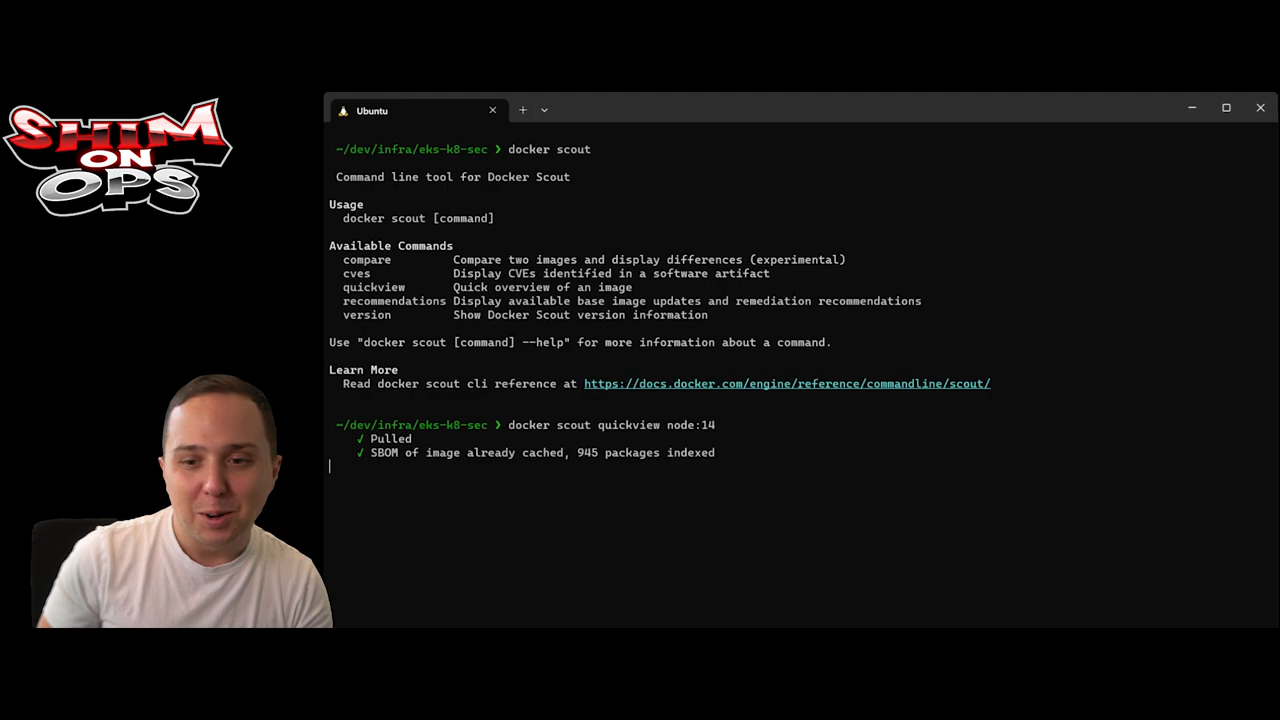 SHIM
ON
OPS
Ubuntu
~/dev/infra/eks-k8-sec ❯ docker scout
Command line tool for Docker Scout
Usage
docker scout [command]
Available Commands
compare Compare two images and display differences (experimental)
cves Display CVEs identified in a software artifact
quickview Quick overview of an image
recommendations Display available base image updates and remediation recommendations
version Show Docker Scout version information
Use "docker scout [command] --help" for more information about a command.
Learn More
Read docker scout cli reference at https://docs.docker.com/engine/reference/commandline/scout/
~/dev/infra/eks-k8-sec ❯ docker scout quickview node:14
✓ Pulled
✓ SBOM of image already cached, 945 packages indexed